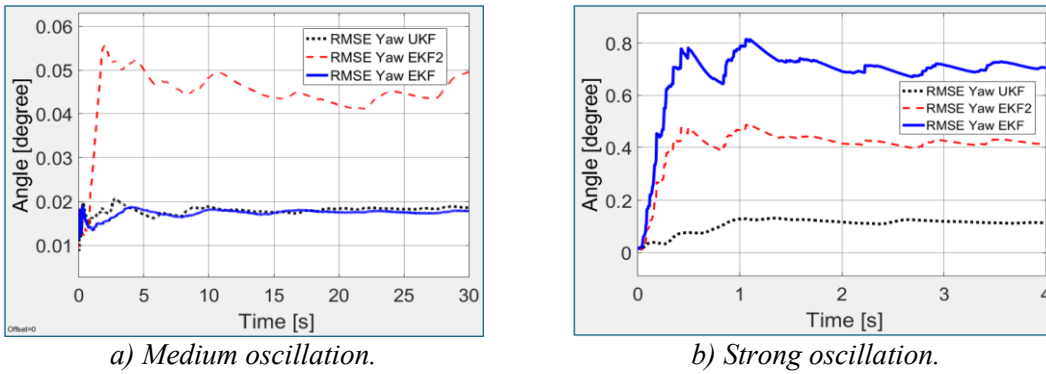 0.06
0.05
0.04
0.03
0.02
0.01
Angle [degree]
RMSE Yaw UKF
RMSE Yaw EKF2
RMSE Yaw EKF
0 5 10 15 20 25 30
Time [s]
Offset=0
a) Medium oscillation.
0.8
0.6
0.4
0.2
0
Angle [degree]
RMSE Yaw UKF
RMSE Yaw EKF2
RMSE Yaw EKF
0 1 2 3 4
Time [s]
b) Strong oscillation.